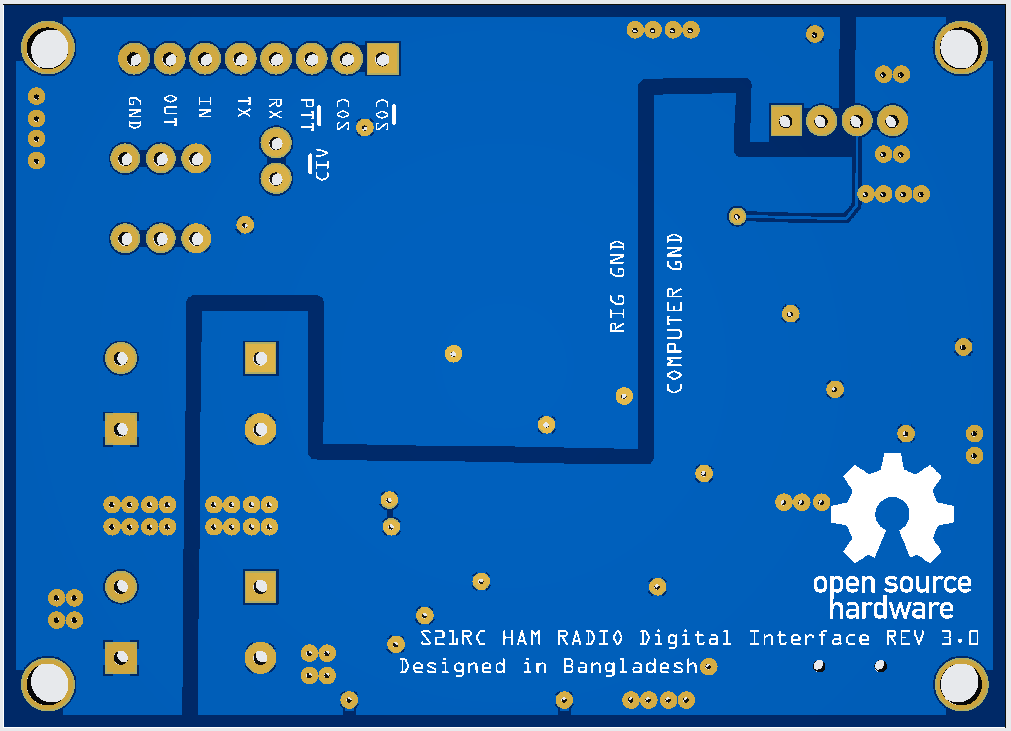 GND
OUT
IN
TX
RX
PTT
COS
COS
CIV
RIG GND
COMPUTER GND
open source
hardware
S21RC HAM RADIO Digital Interface REV 3.0
Designed in Bangladesh